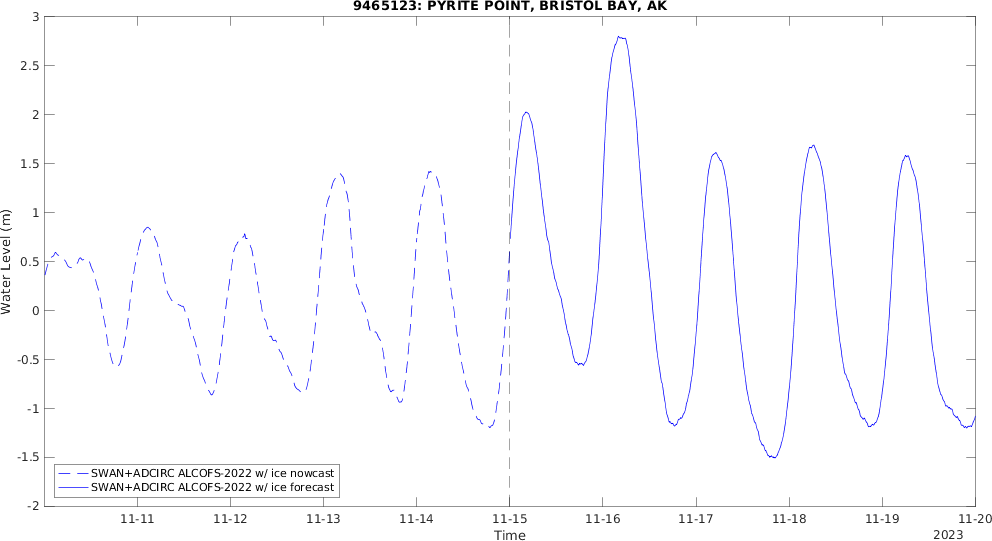 9465123: PYRITE POINT, BRISTOL BAY, AK
3
2.5
2
1.5
1
0.5
0
-0.5
-1
-1.5
-2
Water Level (m)
SWAN+ADCIRC ALCOFS-2022 w/ ice nowcast
SWAN+ADCIRC ALCOFS-2022 w/ ice forecast
11-11 11-12 11-13 11-14 11-15 11-16 11-17 11-18 11-19 11-20
Time
2023